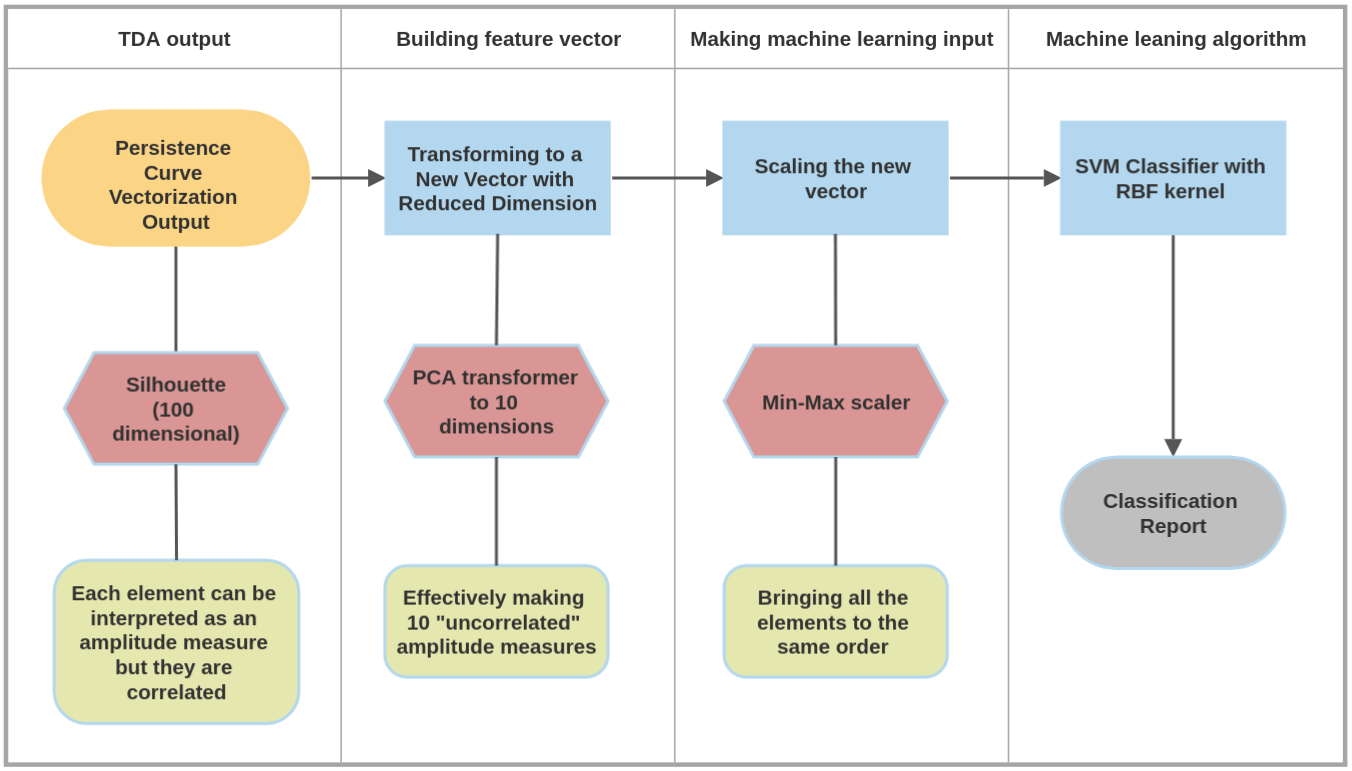 TDA output
Building feature vector
Making machine learning input
Machine leaning algorithm
Persistence
Curve
Vectorization
Output
Transforming to a
New Vector with
Reduced Dimension
Scaling the new
vector
SVM Classifier with
RBF kernel
Silhouette
(100
dimensional)
PCA transformer
to 10
dimensions
Min-Max scaler
Classification
Report
Each element can be
interpreted as an
amplitude measure
but they are
correlated
Effectively making
10 "uncorrelated"
amplitude measures
Bringing all the
elements to the
same order